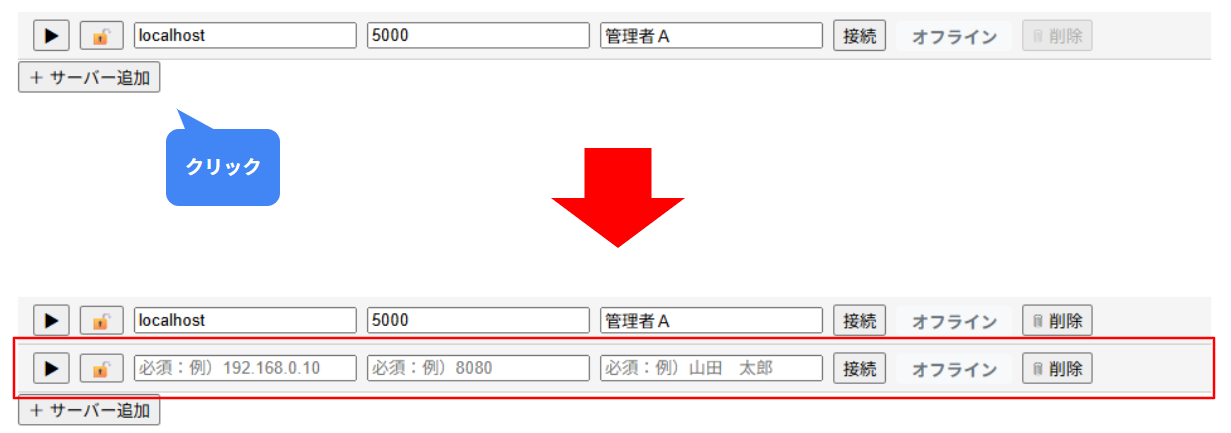 ▶ localhost 5000 管理者A 接続 オフライン 削除
＋ サーバー追加
クリック
▶ localhost 5000 管理者A 接続 オフライン 削除
▶ 必須：例）192.168.0.10 必須：例）8080 必須：例）山田　太郎 接続 オフライン 削除
＋ サーバー追加